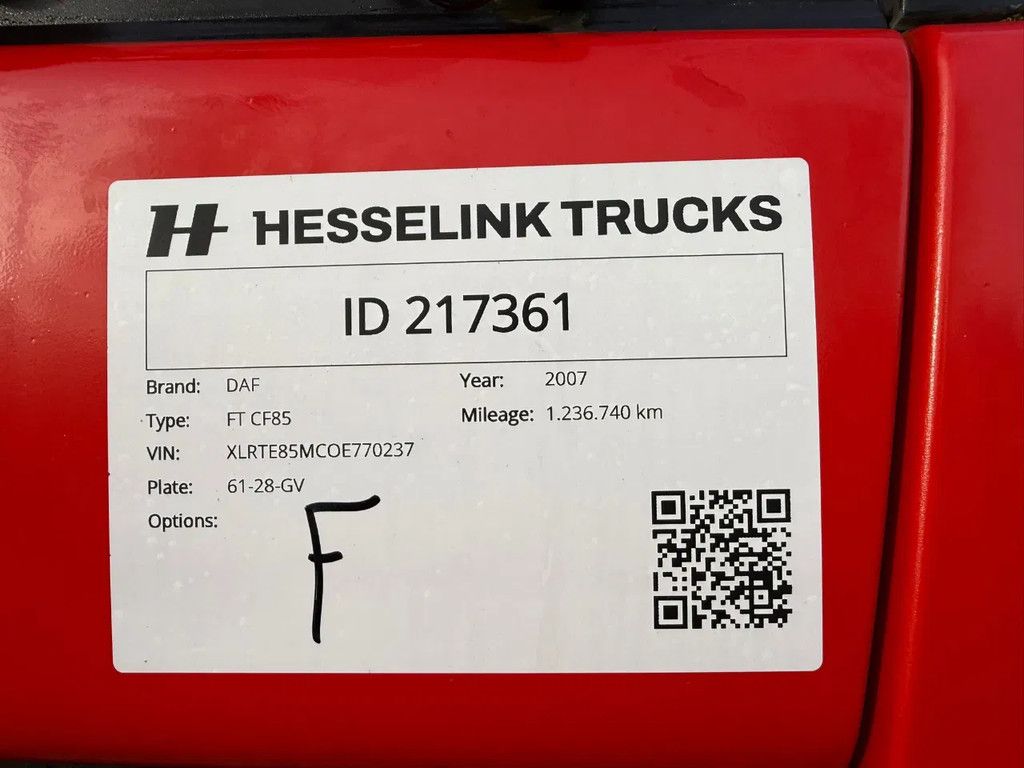 H HESSELINK TRUCKS
ID 217361
Brand: DAF Year: 2007
Type: FT CF85 Mileage: 1.236.740 km
VIN: XLRTE85MCOE770237
Plate: 61-28-GV
Options: F